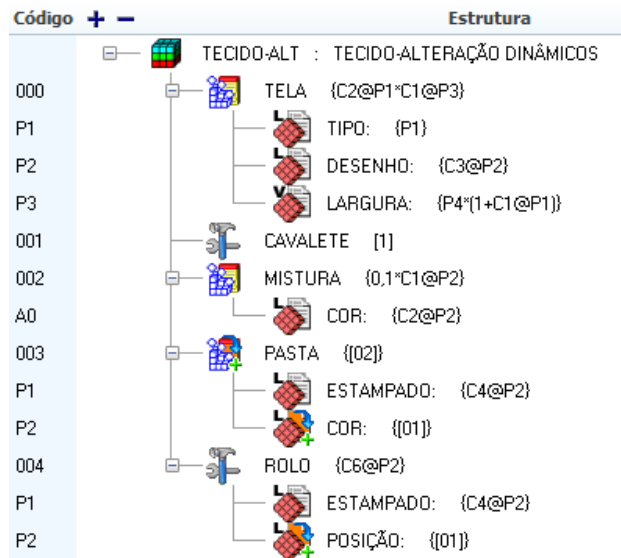 Código + − Estrutura
TECIDO-ALT : TECIDO-ALTERAÇÃO DINÂMICOS
000 TELA {C2@P1*C1@P3}
P1 TIPO: {P1}
P2 DESENHO: {C3@P2}
P3 LARGURA: {P4*(1+C1@P1)}
001 CAVALETE [1]
002 MISTURA {0,1*C1@P2}
A0 COR: {C2@P2}
003 PASTA {[02]}
P1 ESTAMPADO: {C4@P2}
P2 COR: {[01]}
004 ROLO {C6@P2}
P1 ESTAMPADO: {C4@P2}
P2 POSIÇÃO: {[01]}